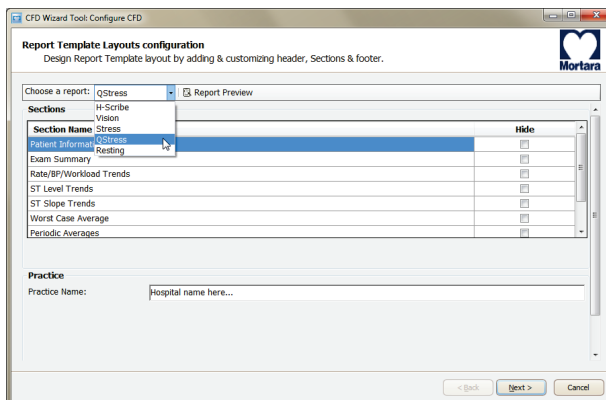 CFD Wizard Tool: Configure CFD
Report Template Layouts configuration
Design Report Template layout by adding & customizing header, Sections & footer.
Mortara
Choose a report: QStress Report Preview
H-Scribe
Vision
Stress
QStress
Resting
Sections
Section Name Hide
Patient Informati
Exam Summary
Rate/BP/Workload Trends
ST Level Trends
ST Slope Trends
Worst Case Average
Periodic Averages
Practice
Practice Name: Hospital name here...
< Back Next > Cancel